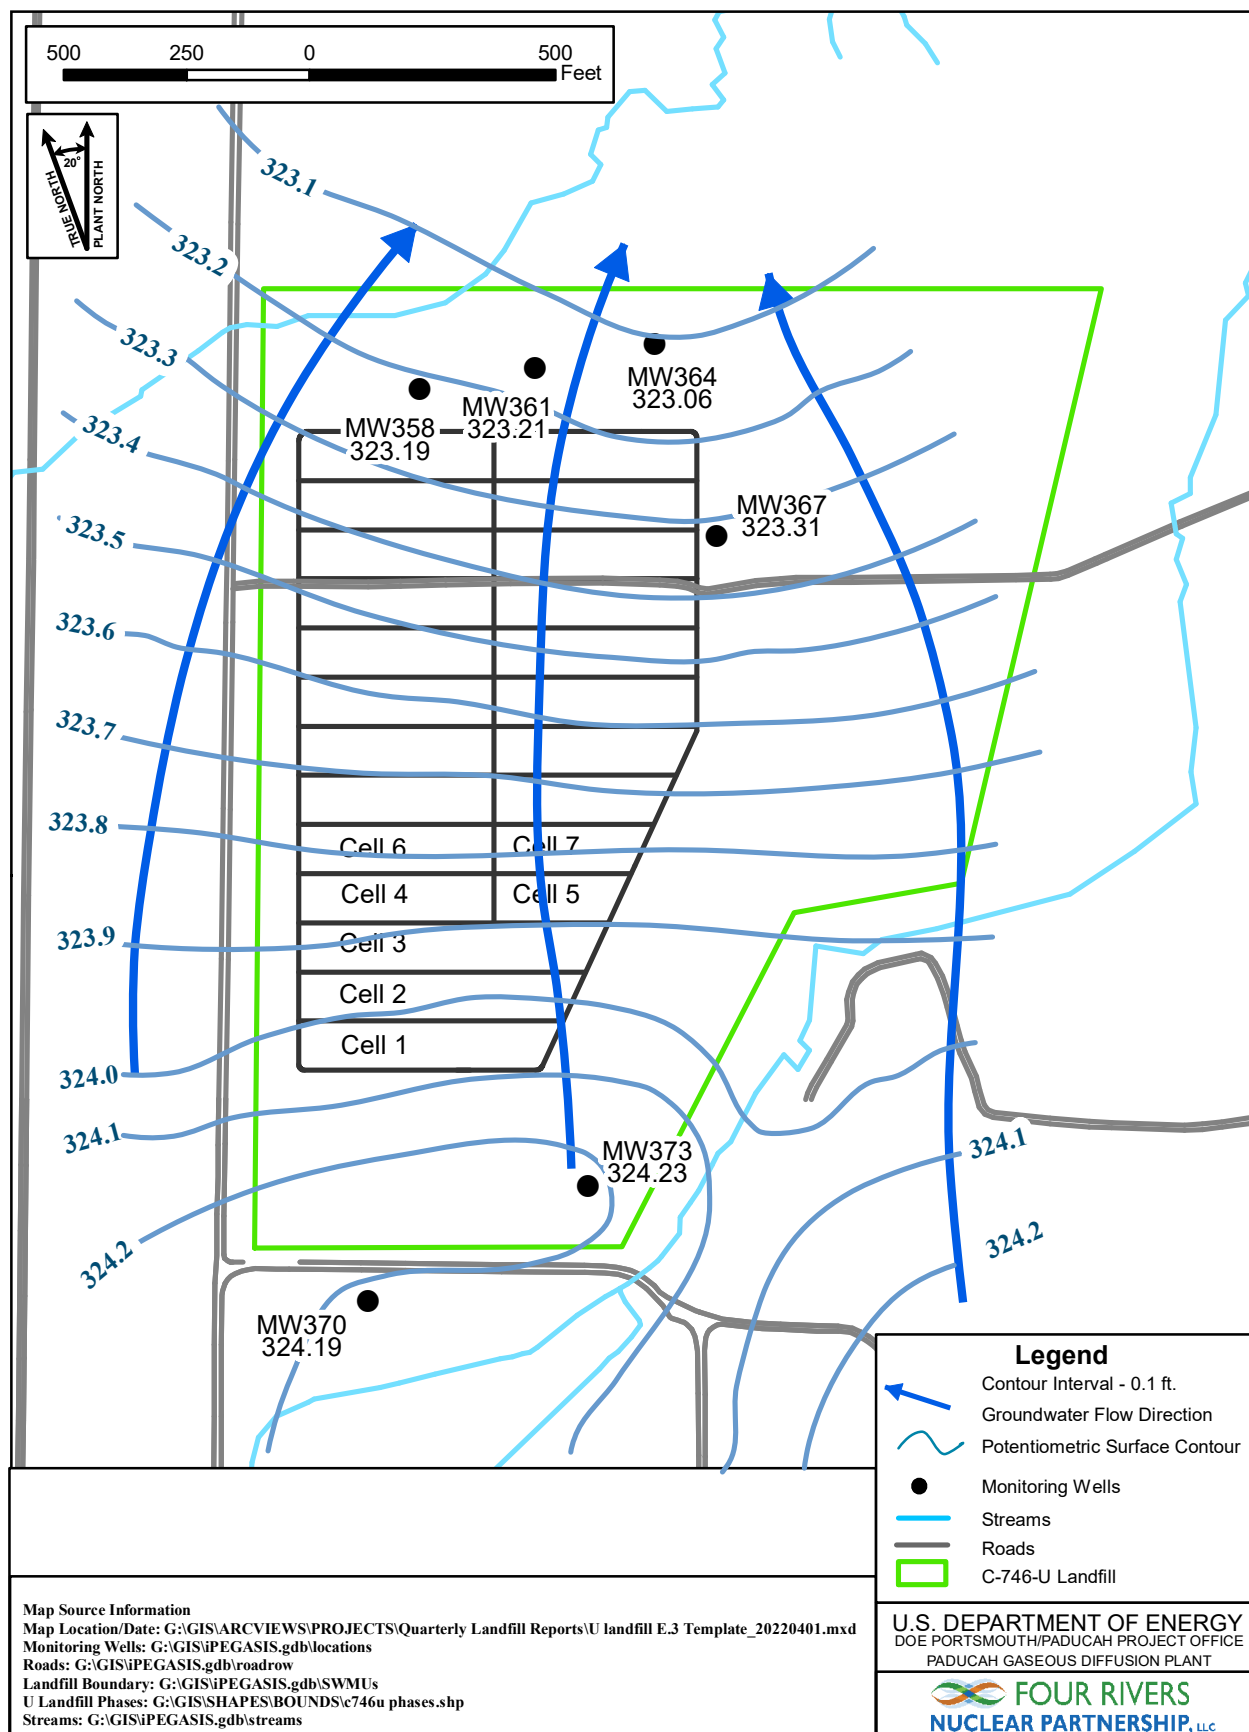 500 250 0 500
Feet
20°
TRUE NORTH
PLANT NORTH
323.1
323.2
323.3
323.4
323.5
323.6
323.7
323.8
323.9
324.0
324.1
324.2
MW364
323.06
MW361
323.21
MW358
323.19
MW367
323.31
Cell 6
Cell 7
Cell 4
Cell 5
Cell 3
Cell 2
Cell 1
MW373
324.23
324.1
324.2
MW370
324.19
Legend
Contour Interval - 0.1 ft.
Groundwater Flow Direction
Potentiometric Surface Contour
Monitoring Wells
Streams
Roads
C-746-U Landfill
Map Source Information
Map Location/Date: G:\GIS\ARCVIEWS\PROJECTS\Quarterly Landfill Reports\U landfill E.3 Template_20220401.mxd
Monitoring Wells: G:\GIS\iPEGASIS.gdb\locations
Roads: G:\GIS\iPEGASIS.gdb\roadrow
Landfill Boundary: G:\GIS\iPEGASIS.gdb\SWMUs
U Landfill Phases: G:\GIS\SHAPES\BOUNDS\c746u phases.shp
Streams: G:\GIS\iPEGASIS.gdb\streams
U.S. DEPARTMENT OF ENERGY
DOE PORTSMOUTH/PADUCAH PROJECT OFFICE
PADUCAH GASEOUS DIFFUSION PLANT
FOUR RIVERS
NUCLEAR PARTNERSHIP, LLC